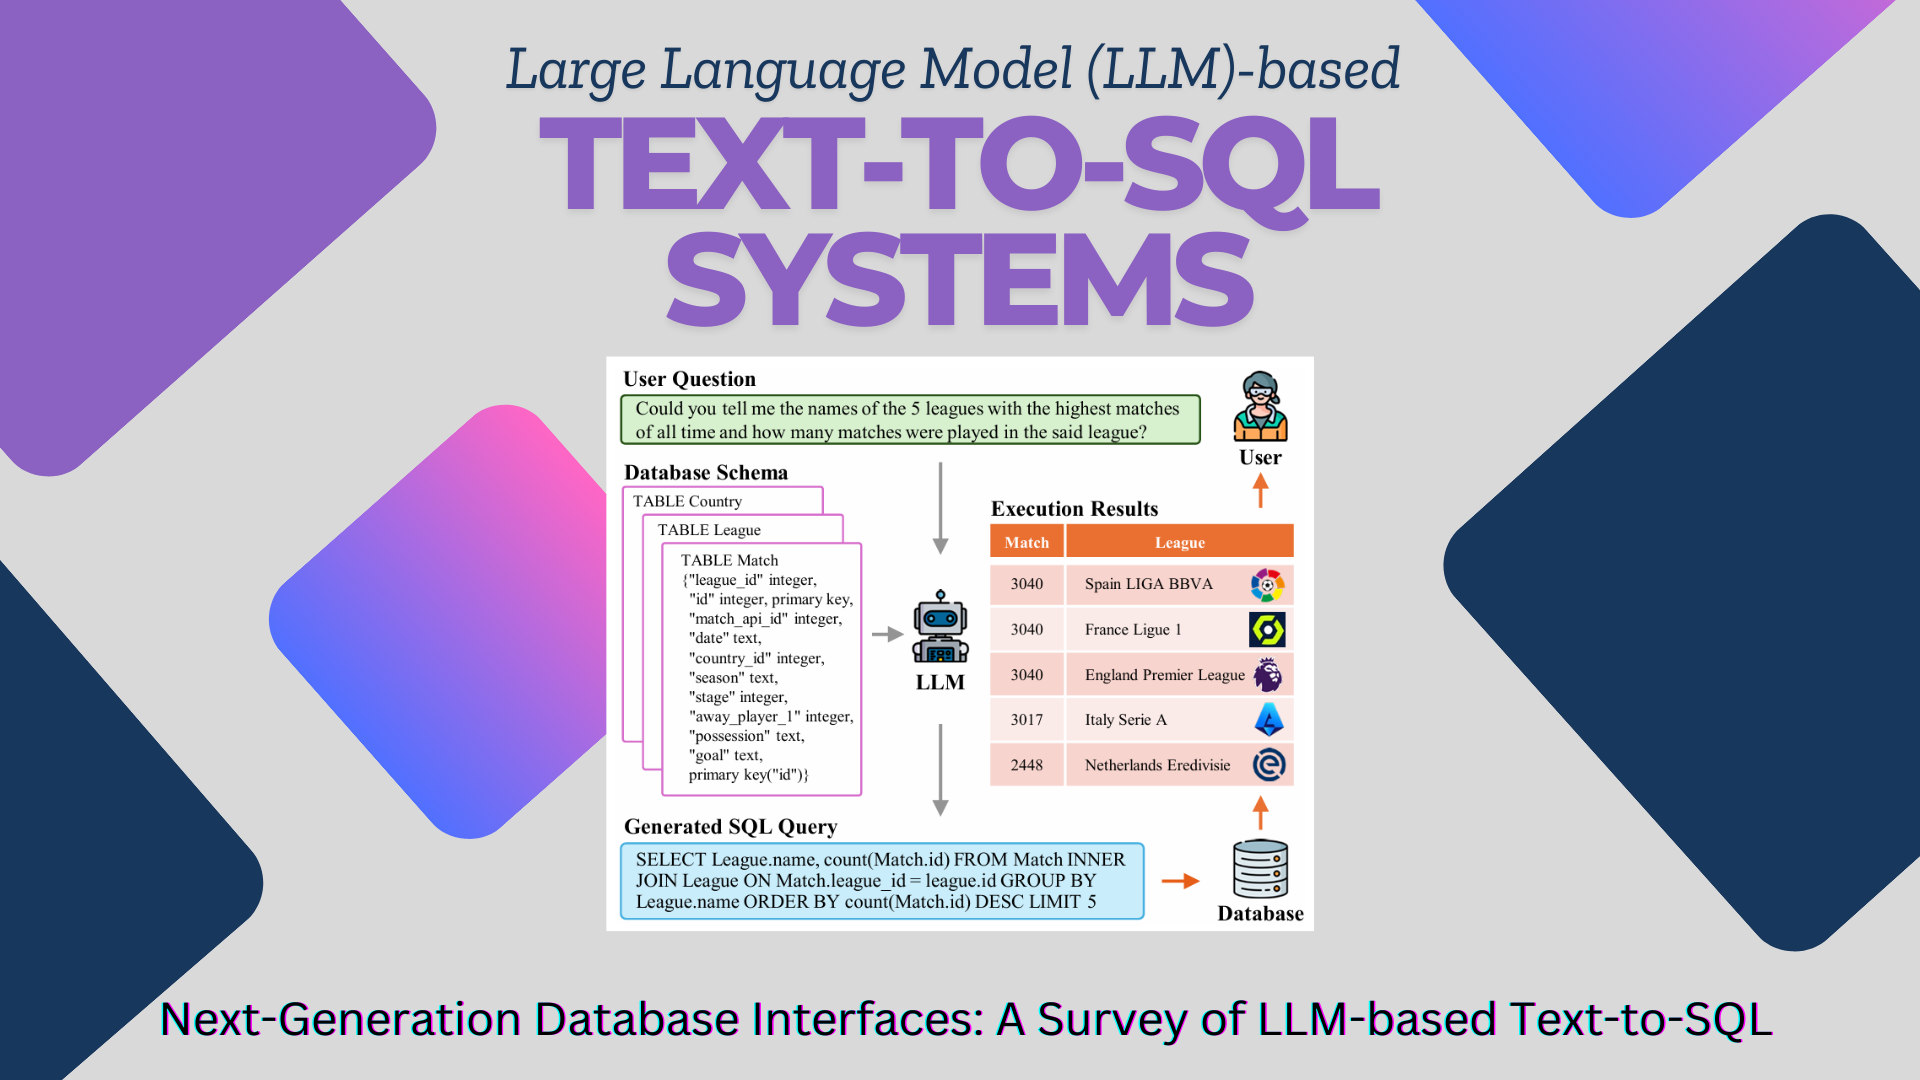 Large Language Model (LLM)-based
TEXT-TO-SQL
SYSTEMS
User Question
Could you tell me the names of the 5 leagues with the highest matches
of all time and how many matches were played in the said league?
User
Database Schema
TABLE Country
TABLE League
TABLE Match
{"league_id" integer,
"id" integer, primary key,
"match_api_id" integer,
"date" text,
"country_id" integer,
"season" text,
"stage" integer,
"away_player_1" integer,
"possession" text,
"goal" text,
primary key("id")}
LLM
Execution Results
Match League
3040 Spain LIGA BBVA
3040 France Ligue 1
3040 England Premier League
3017 Italy Serie A
2448 Netherlands Eredivisie
Generated SQL Query
SELECT League.name, count(Match.id) FROM Match INNER
JOIN League ON Match.league_id = league.id GROUP BY
League.name ORDER BY count(Match.id) DESC LIMIT 5
Database
Next-Generation Database Interfaces: A Survey of LLM-based Text-to-SQL